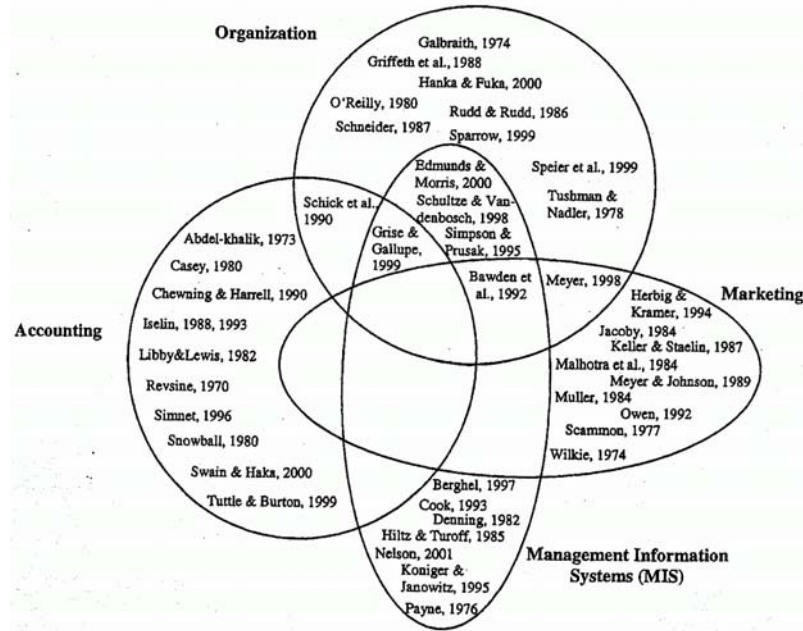 Organization
Galbraith, 1974
Griffeth et al., 1988
Hanka & Fuka, 2000
O'Reilly, 1980
Rudd & Rudd, 1986
Schneider, 1987
Sparrow, 1999
Edmunds &
Morris, 2000
Speier et al., 1999
Schultze & Van-
denbosch, 1998
Tushman &
Nadler, 1978
Schick et al.,
1990
Simpson &
Prusak, 1995
Grise &
Gallupe,
1999
Bawden et
al., 1992
Meyer, 1998
Accounting
Abdel-khalik, 1973
Casey, 1980
Chewning & Harrell, 1990
Iselin, 1988, 1993
Libby&Lewis, 1982
Revsine, 1970
Simnet, 1996
Snowball, 1980
Swain & Haka, 2000
Tuttle & Burton, 1999
Marketing
Herbig &
Kramer, 1994
Jacoby, 1984
Keller & Staelin, 1987
Malhotra et al., 1984
Meyer & Johnson, 1989
Muller, 1984
Owen, 1992
Scammon, 1977
Wilkie, 1974
Berghel, 1997
Cook, 1993
Denning, 1982
Hiltz & Turoff, 1985
Nelson, 2001
Koniger &
Janowitz, 1995
Payne, 1976
Management Information
Systems (MIS)